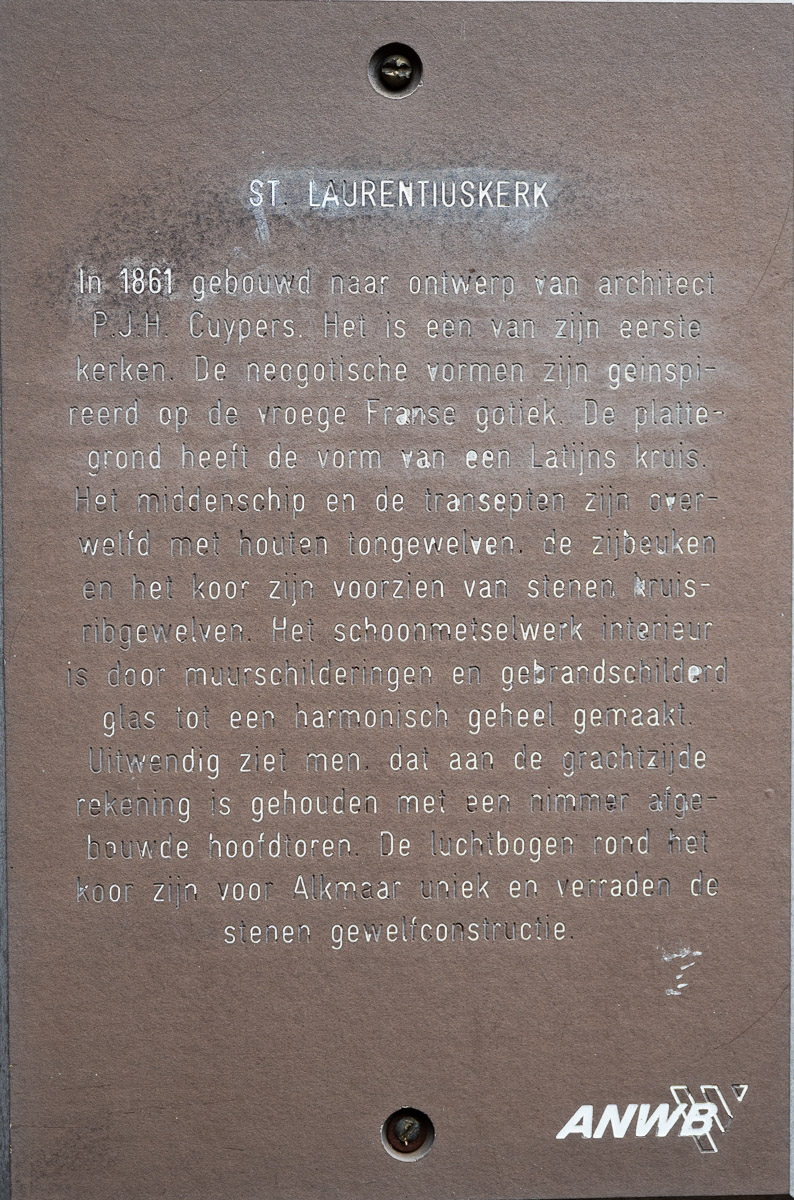 ST. LAURENTIUSKERK
In 1861 gebouwd naar ontwerp van architect
P.J.H. Cuypers. Het is een van zijn eerste
kerken. De neogotische vormen zijn geinspi-
reerd op de vroege Franse gotiek. De platte-
grond heeft de vorm van een Latijns kruis.
Het middenschip en de transepten zijn over-
welfd met houten tongewelven, de zijbeuken
en het koor zijn voorzien van stenen kruis-
ribgewelven. Het schoonmetselwerk interieur
is door muurschilderingen en gebrandschilderd
glas tot een harmonisch geheel gemaakt.
Uitwendig ziet men, dat aan de grachtzijde
rekening is gehouden met een nimmer afge-
bouwde hoofdtoren. De luchtbogen rond het
koor zijn voor Alkmaar uniek en verraden de
stenen gewelfconstructie.
ANWB